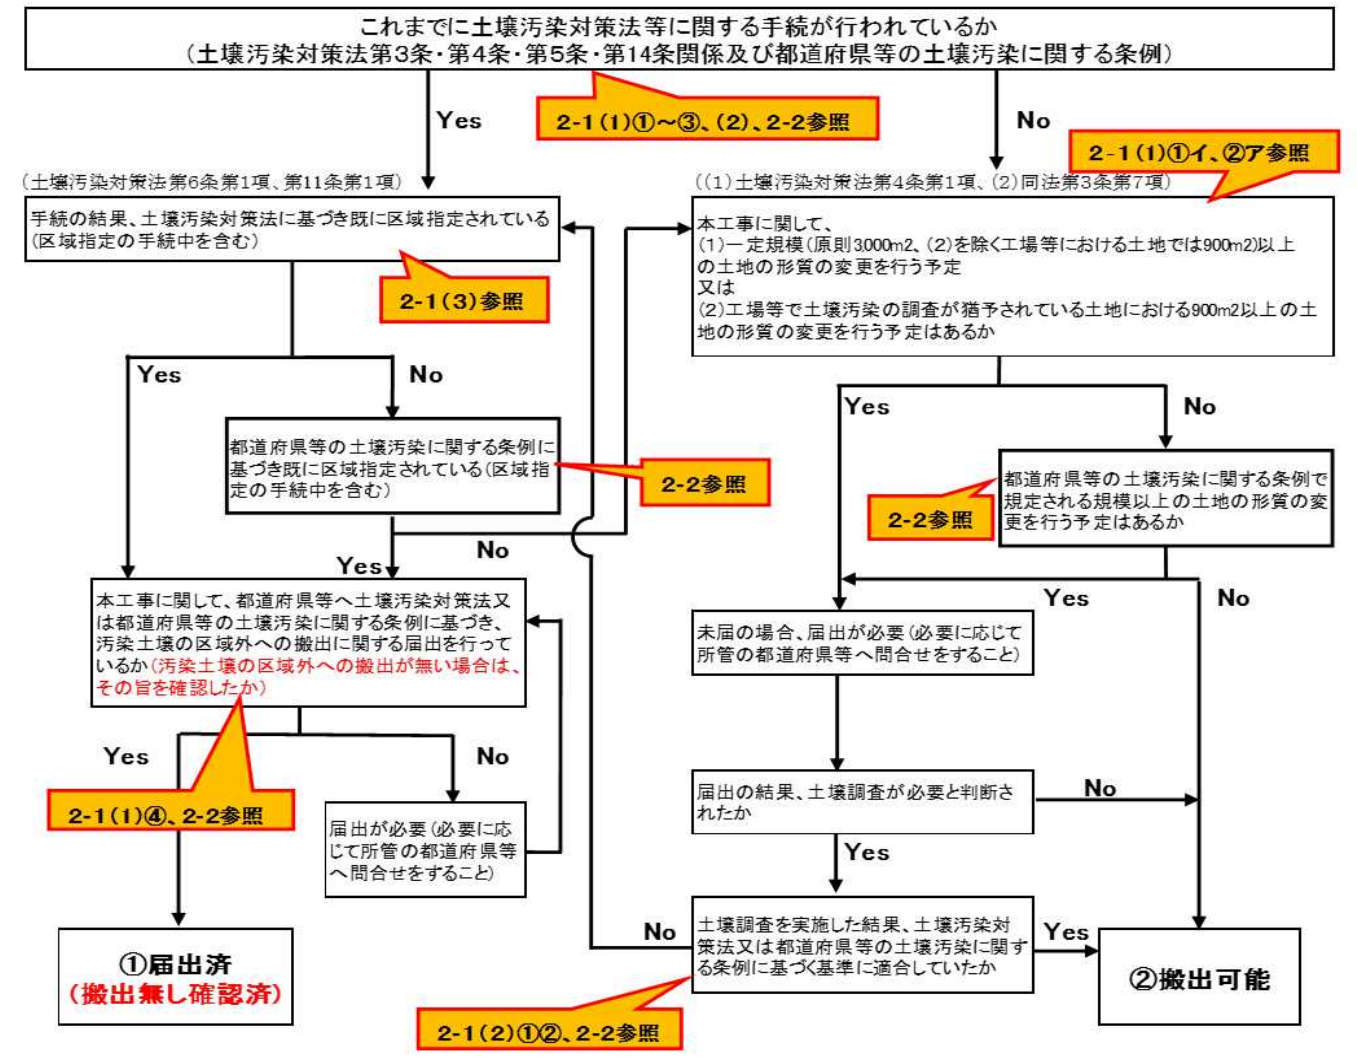 これまでに土壌汚染対策法等に関する手続が行われているか
(土壌汚染対策法第3条・第4条・第5条・第14条関係及び都道府県等の土壌汚染に関する条例)
Yes
2-1(1)①～③、(2)、2-2参照
No
2-1(1)①イ、②ア参照
(土壌汚染対策法第6条第1項、第11条第1項)
((1)土壌汚染対策法第4条第1項、(2)同法第3条第7項)
手続の結果、土壌汚染対策法に基づき既に区域指定されている
(区域指定の手続中を含む)
2-1(3)参照
本工事に関して、
(1)一定規模(原則3,000m2、(2)を除く工場等における土地では900m2)以上
の土地の形質の変更を行う予定
又は
(2)工場等で土壌汚染の調査が猶予されている土地における900m2以上の土
地の形質の変更を行う予定はあるか
Yes
No
Yes
No
都道府県等の土壌汚染に関する条例に
基づき既に区域指定されている(区域指
定の手続中を含む)
2-2参照
2-2参照
都道府県等の土壌汚染に関する条例で
規定される規模以上の土地の形質の変
更を行う予定はあるか
No
Yes
Yes
No
本工事に関して、都道府県等へ土壌汚染対策法又
は都道府県等の土壌汚染に関する条例に基づき、
汚染土壌の区域外への搬出に関する届出を行って
いるか(汚染土壌の区域外への搬出が無い場合は、
その旨を確認したか)
未届の場合、届出が必要(必要に応じて
所管の都道府県等へ問合せをすること)
Yes
No
2-1(1)④、2-2参照
届出が必要(必要に応
じて所管の都道府県等
へ問合せをすること)
届出の結果、土壌調査が必要と判断さ
れたか
No
Yes
土壌調査を実施した結果、土壌汚染対
策法又は都道府県等の土壌汚染に関す
る条例に基づく基準に適合していたか
No
Yes
①届出済
(搬出無し確認済)
②搬出可能
2-1(2)①②、2-2参照